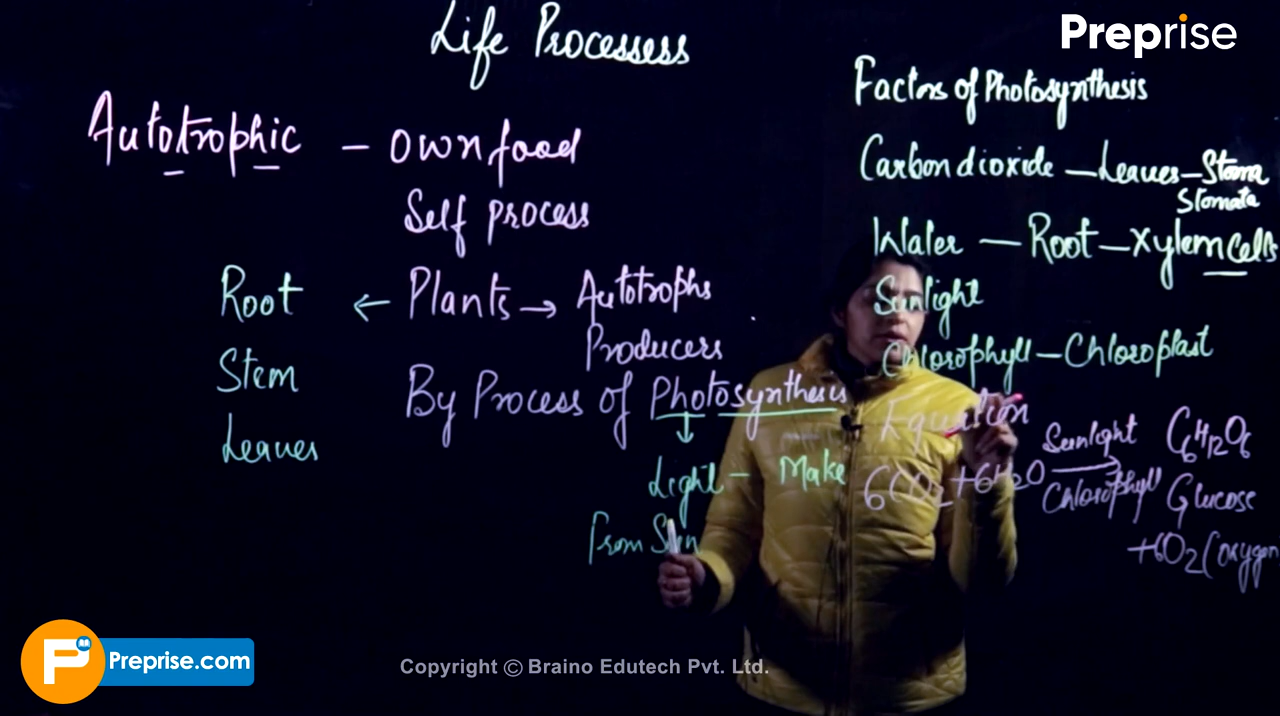 Life Processess
Preprise
Autotrophic - Own food
Self process
Root ← Plants → Autotrophs
Producers
Stem
By Process of Photosynthesis
Leaves
↓
Light - Make
From Sun
Factors of Photosynthesis
Carbondioxide - Leaves - Stoma
Stomata
Water - Root - Xylem cells
Sunlight
Chlorophyll - Chloroplast
Equation
6CO2 + 6H2O Sunlight → Chlorophyll C6H12O6
Glucose
+6O2 (oxygen
Preprise.com
Copyright © Braino Edutech Pvt. Ltd.